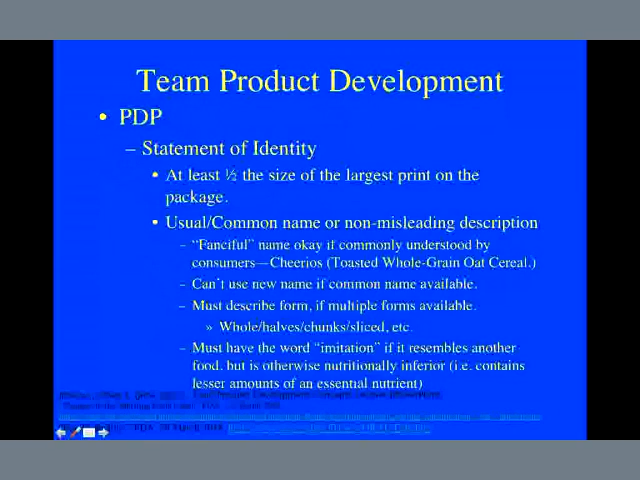 Team Product Development
• PDP
– Statement of Identity
• At least ½ the size of the largest print on the
package.
• Usual/Common name or non-misleading description
– “Fanciful” name okay if commonly understood by
consumers—Cheerios (Toasted Whole-Grain Oat Cereal.)
– Can't use new name if common name available.
– Must describe form, if multiple forms available.
» Whole/halves/chunks/sliced, etc.
– Must have the word “imitation” if it resembles another
food, but is otherwise nutritionally inferior (i.e. contains
lesser amounts of an essential nutrient)